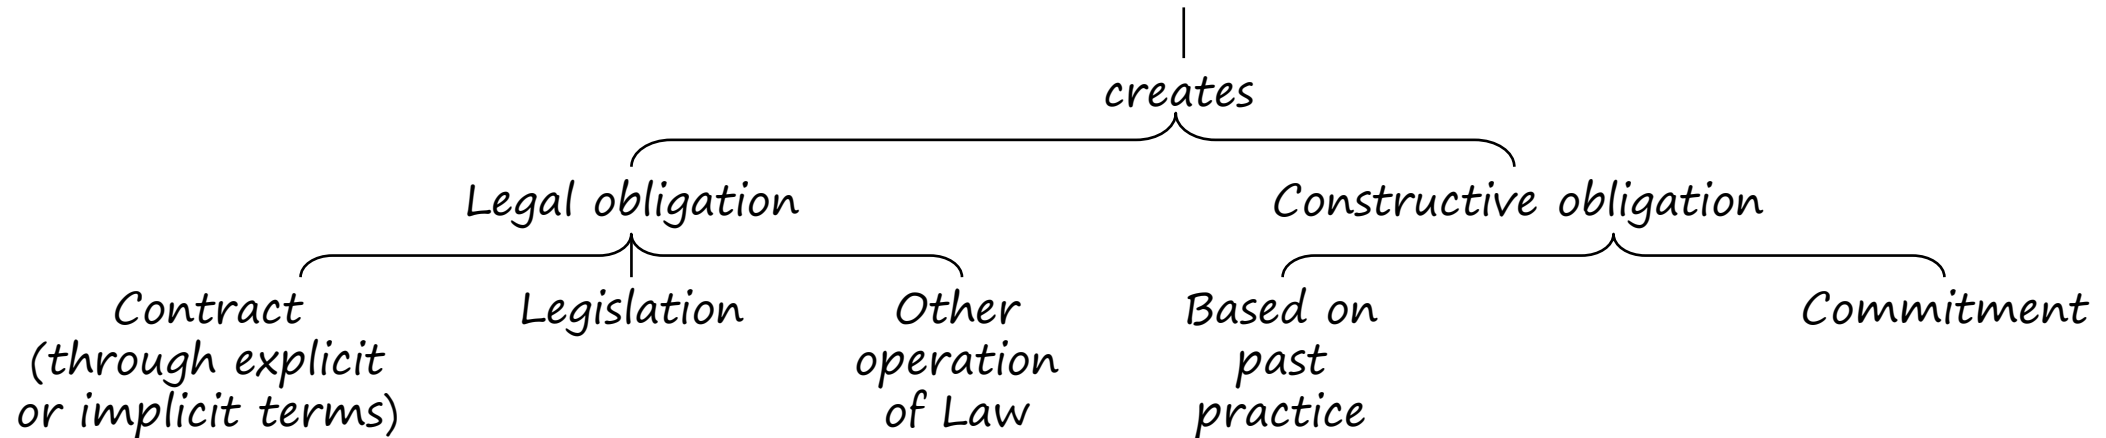 creates
Legal obligation
Constructive obligation
Contract
(through explicit
or implicit terms)
Legislation
Other
operation
of Law
Based on
past
practice
Commitment